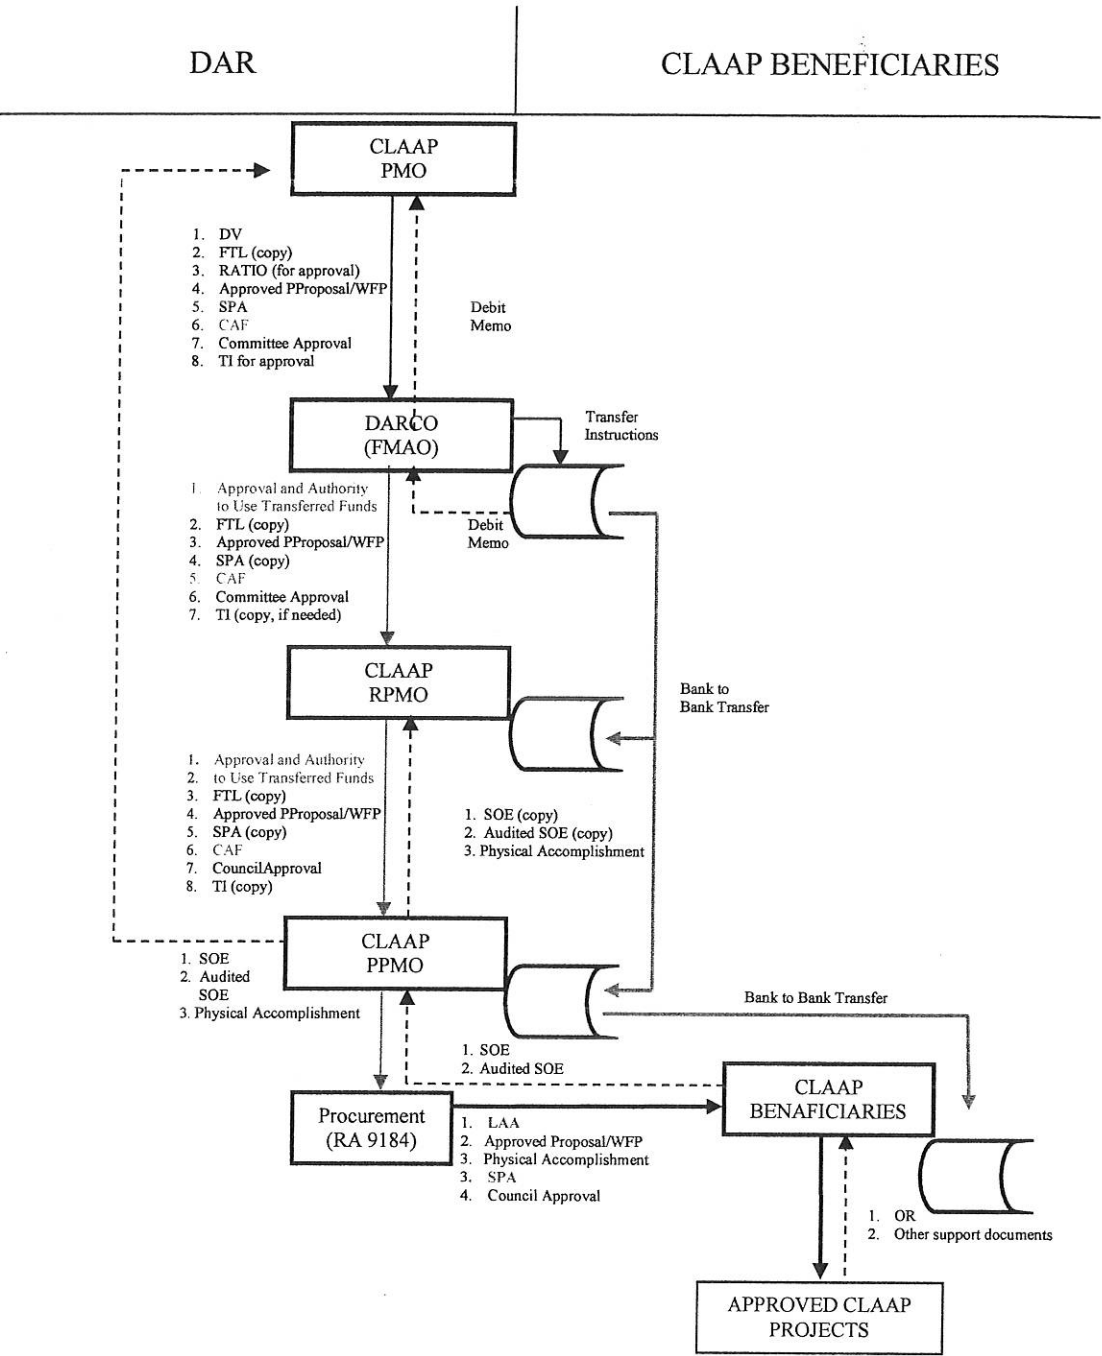 DAR
CLAAP BENEFICIARIES
CLAAP
PMO
1. DV
2. FTL (copy)
3. RATIO (for approval)
4. Approved PProposal/WFP
5. SPA
6. CAF
7. Committee Approval
8. TI for approval
Debit
Memo
DARCO
(FMAO)
Transfer
Instructions
1. Approval and Authority
to Use Transferred Funds
2. FTL (copy)
3. Approved PProposal/WFP
4. SPA (copy)
5. CAF
6. Committee Approval
7. TI (copy, if needed)
Debit
Memo
CLAAP
RPMO
Bank to
Bank Transfer
1. Approval and Authority
2. to Use Transferred Funds
3. FTL (copy)
4. Approved PProposal/WFP
5. SPA (copy)
6. CAF
7. CouncilApproval
8. TI (copy)
1. SOE (copy)
2. Audited SOE (copy)
3. Physical Accomplishment
CLAAP
PPMO
1. SOE
2. Audited
SOE
3. Physical Accomplishment
Bank to Bank Transfer
1. SOE
2. Audited SOE
CLAAP
BENAFICIARIES
Procurement
(RA 9184)
1. LAA
2. Approved Proposal/WFP
3. Physical Accomplishment
3. SPA
4. Council Approval
1. OR
2. Other support documents
APPROVED CLAAP
PROJECTS